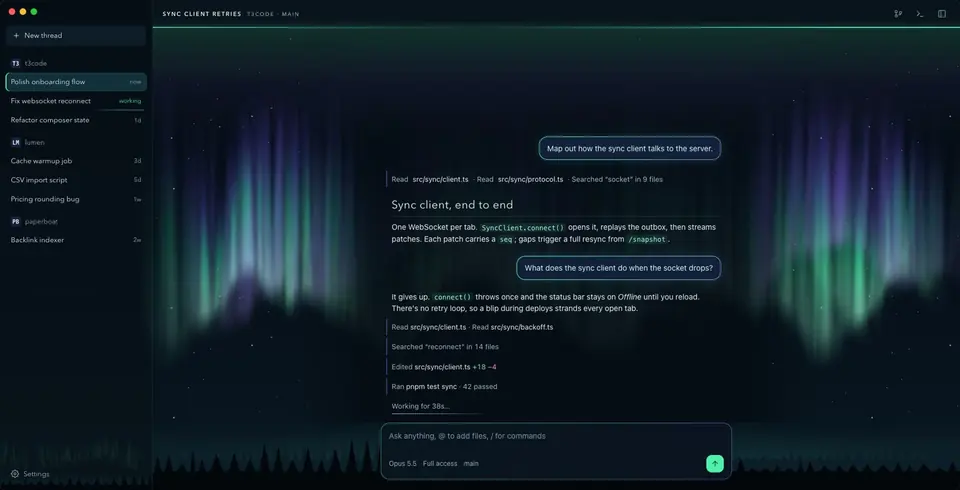 SYNC CLIENT RETRIES T3CODE · MAIN
+ New thread
T3 t3code
Polish onboarding flow now
Fix websocket reconnect working
Refactor composer state 1d
LM lumen
Cache warmup job 3d
CSV import script 5d
Pricing rounding bug 1w
PB paperboat
Backlink indexer 2w
Settings
Map out how the sync client talks to the server.
Read src/sync/client.ts · Read src/sync/protocol.ts · Searched “socket” in 9 files
Sync client, end to end
One WebSocket per tab. SyncClient.connect() opens it, replays the outbox, then streams
patches. Each patch carries a seq; gaps trigger a full resync from /snapshot.
What does the sync client do when the socket drops?
It gives up. connect() throws once and the status bar stays on Offline until you reload.
There's no retry loop, so a blip during deploys strands every open tab.
Read src/sync/client.ts · Read src/sync/backoff.ts
Searched “reconnect” in 14 files
Edited src/sync/client.ts +18 −4
Ran pnpm test sync · 42 passed
Working for 38s...
Ask anything, @ to add files, / for commands
Opus 5.5 Full access main